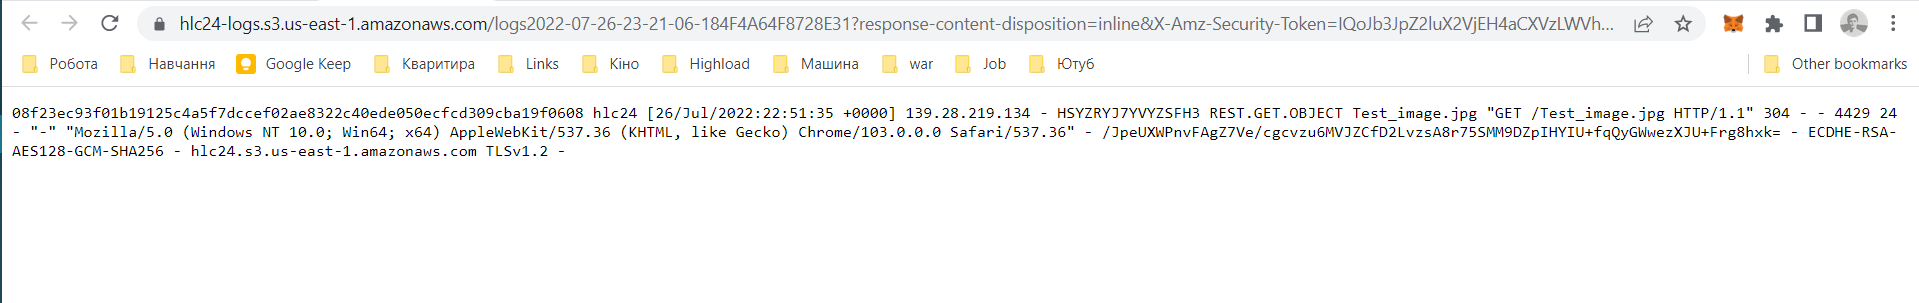 hlc24-logs.s3.us-east-1.amazonaws.com/logs2022-07-26-23-21-06-184F4A64F8728E31?response-content-disposition=inline&X-Amz-Security-Token=IQoJb3JpZ2luX2VjEH4aCXVzLWVh...
Робота Навчання Google Keep Кваритира Links Кіно Highload Машина war Job Ютуб Other bookmarks
08f23ec93f01b19125c4a5f7dccef02ae8322c40ede050ecfcd309cba19f0608 hlc24 [26/Jul/2022:22:51:35 +0000] 139.28.219.134 - HSYZRYJ7YVYZSFH3 REST.GET.OBJECT Test_image.jpg "GET /Test_image.jpg HTTP/1.1" 304 - - 4429 24
- "-" "Mozilla/5.0 (Windows NT 10.0; Win64; x64) AppleWebKit/537.36 (KHTML, like Gecko) Chrome/103.0.0.0 Safari/537.36" - /JpeUXWPnvFAgZ7Ve/cgcvzu6MVJZCfD2LvzsA8r75SMM9DZpIHYIU+fqQyGWwezXJU+Frg8hxk= - ECDHE-RSA-
AES128-GCM-SHA256 - hlc24.s3.us-east-1.amazonaws.com TLSv1.2 -